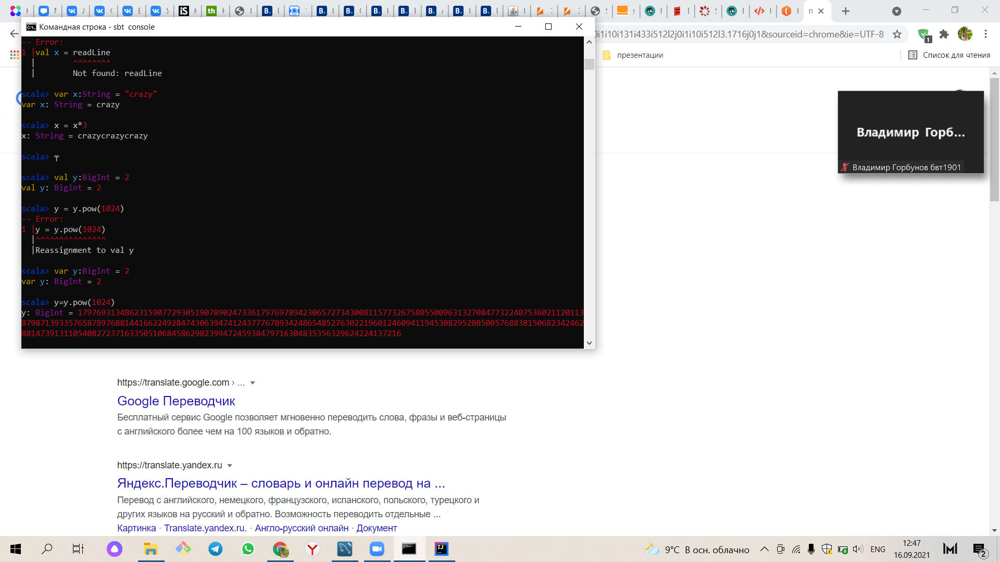 Командная строка - sbt  console
-- Error:
1 |val x = readLine
|        ^^^^^^^^
|        Not found: readLine
scala> var x:String = "crazy"
var x: String = crazy
scala> x = x*3
x: String = crazycrazycrazy
scala> ╤
scala> val y:BigInt = 2
val y: BigInt = 2
scala> y = y.pow(1024)
-- Error:
1 |y = y.pow(1024)
|^^^^^^^^^^^^^^^
|Reassignment to val y
scala> var y:BigInt = 2
var y: BigInt = 2
scala> y=y.pow(1024)
y: BigInt = 179769313486231590772930519078902473361797697894230657273430081157732675805500963132708477322407536021120113
879871393357658789768814416622492847430639474124377767893424865485276302219601246094119453082952085005768838150682342462
881473913110540827237163350510684586298239947245938479716304835356329624224137216
0i1i10i131i433i512l2j0i1i10i512l3.1716j0j1&sourceid=chrome&ie=UTF-8
1
презентации
Список для чтения
Владимир Горб...
Владимир Горбунов бвт1901
https://translate.google.com › ...
Google Переводчик
Бесплатный сервис Google позволяет мгновенно переводить слова, фразы и веб-страницы
с английского более чем на 100 языков и обратно.
https://translate.yandex.ru
Яндекс.Переводчик – словарь и онлайн перевод на ...
Перевод с английского, немецкого, французского, испанского, польского, турецкого и
других языков на русский и обратно. Возможность переводить отдельные ...
Картинка · Translate.yandex.ru. · Англо-русский онлайн · Документ
9°C В осн. облачно
ENG
12:47
16.09.2021
2